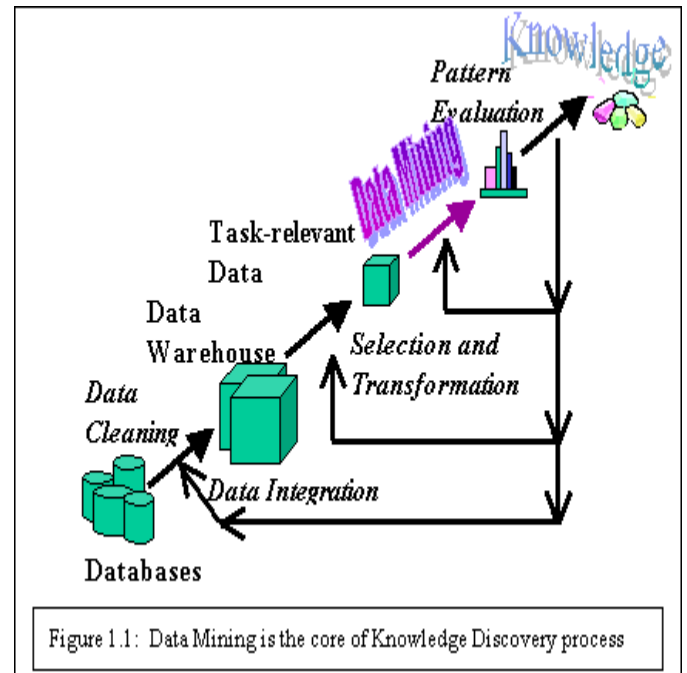 Knowledge
Pattern
Evaluation
Data Mining
Task-relevant
Data
Data
Warehouse
Selection and
Transformation
Data
Cleaning
Data Integration
Databases
Figure 1.1: Data Mining is the core of Knowledge Discovery process